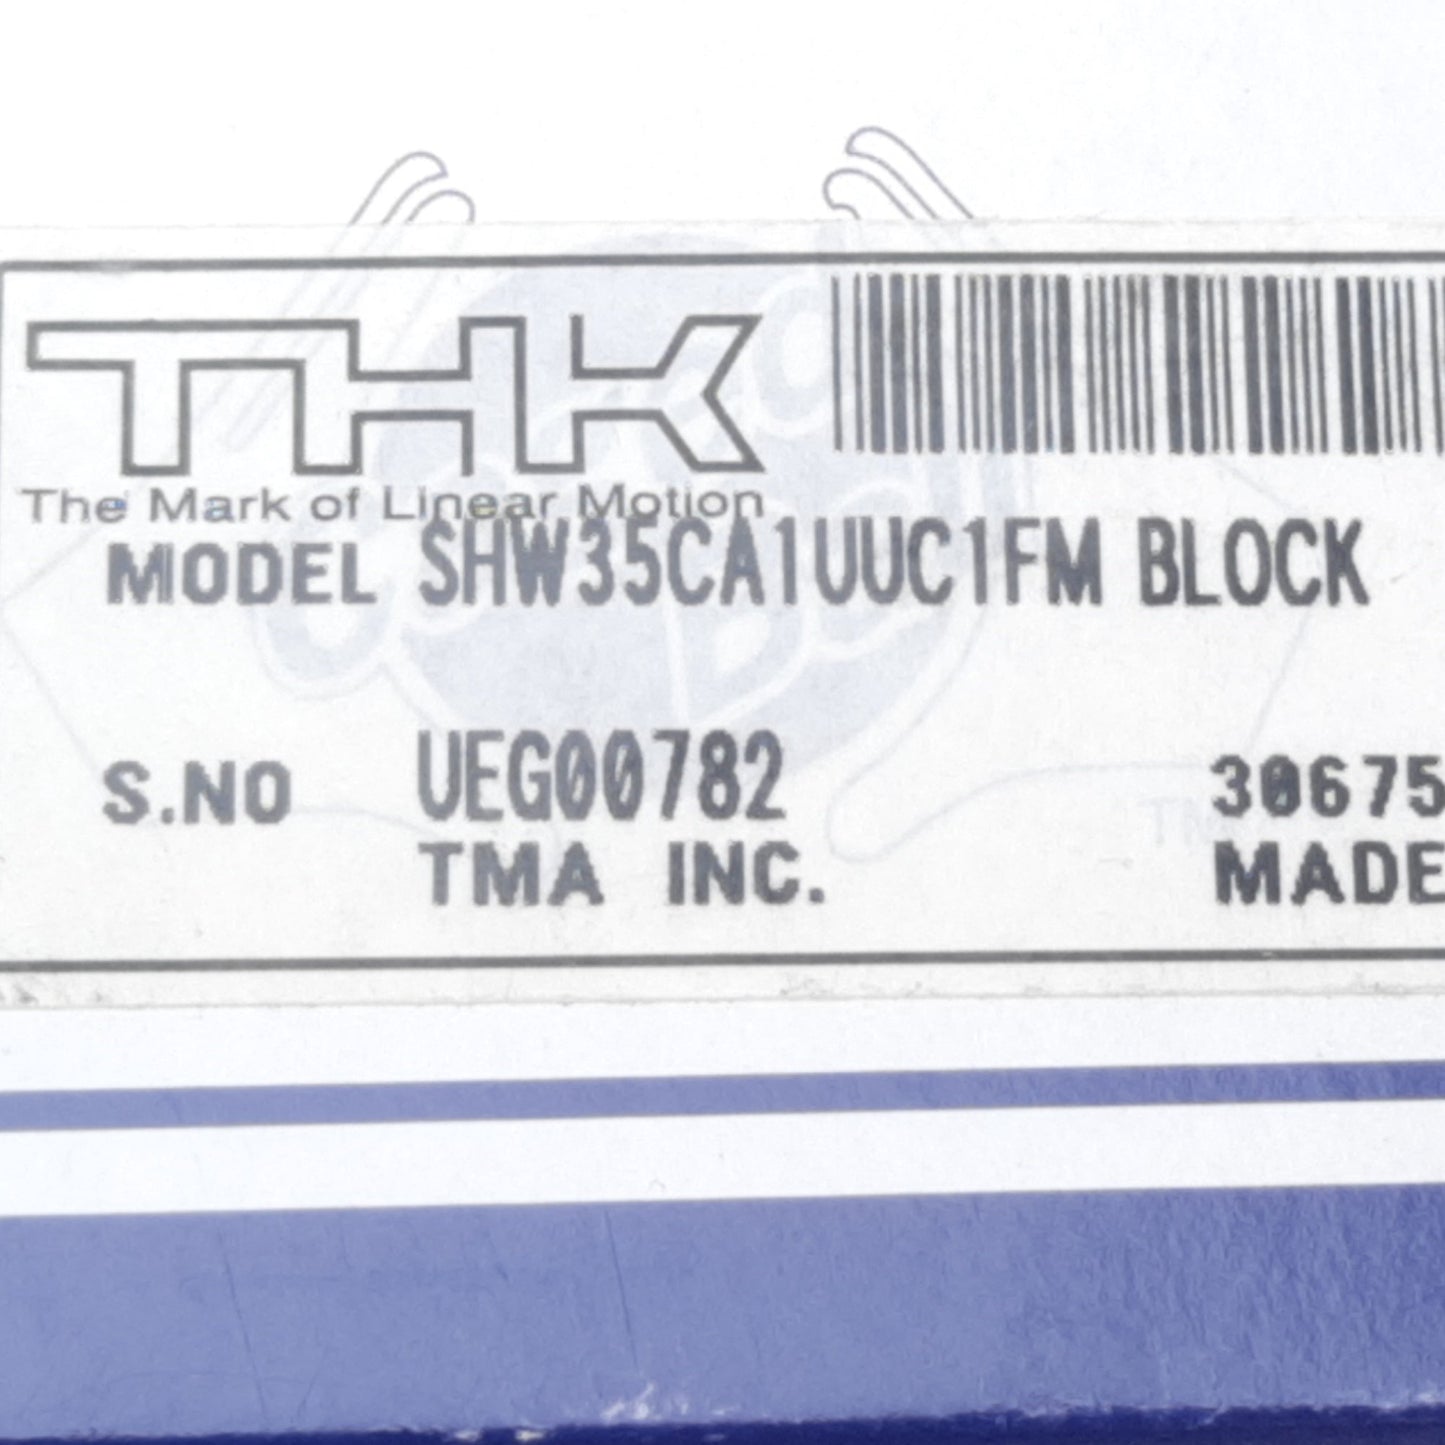 THK
The Mark of Linear Motion
MODEL SHW35CA1UUC1FM BLOCK
S.NO UEG00782 30675
TMA INC. MADE